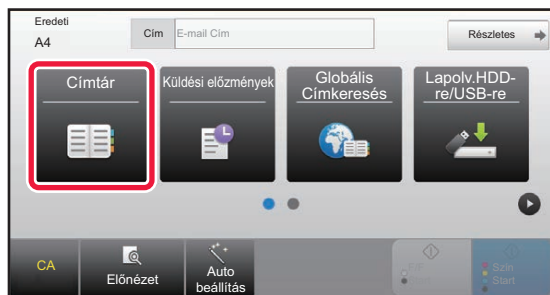 Eredeti
A4
Cím
E-mail Cím
Részletes
Címtár
Küldési előzmények
Globális
Címkeresés
Lapolv.HDD-
re/USB-re
CA
Előnézet
Auto
beállítás
Szín
Start